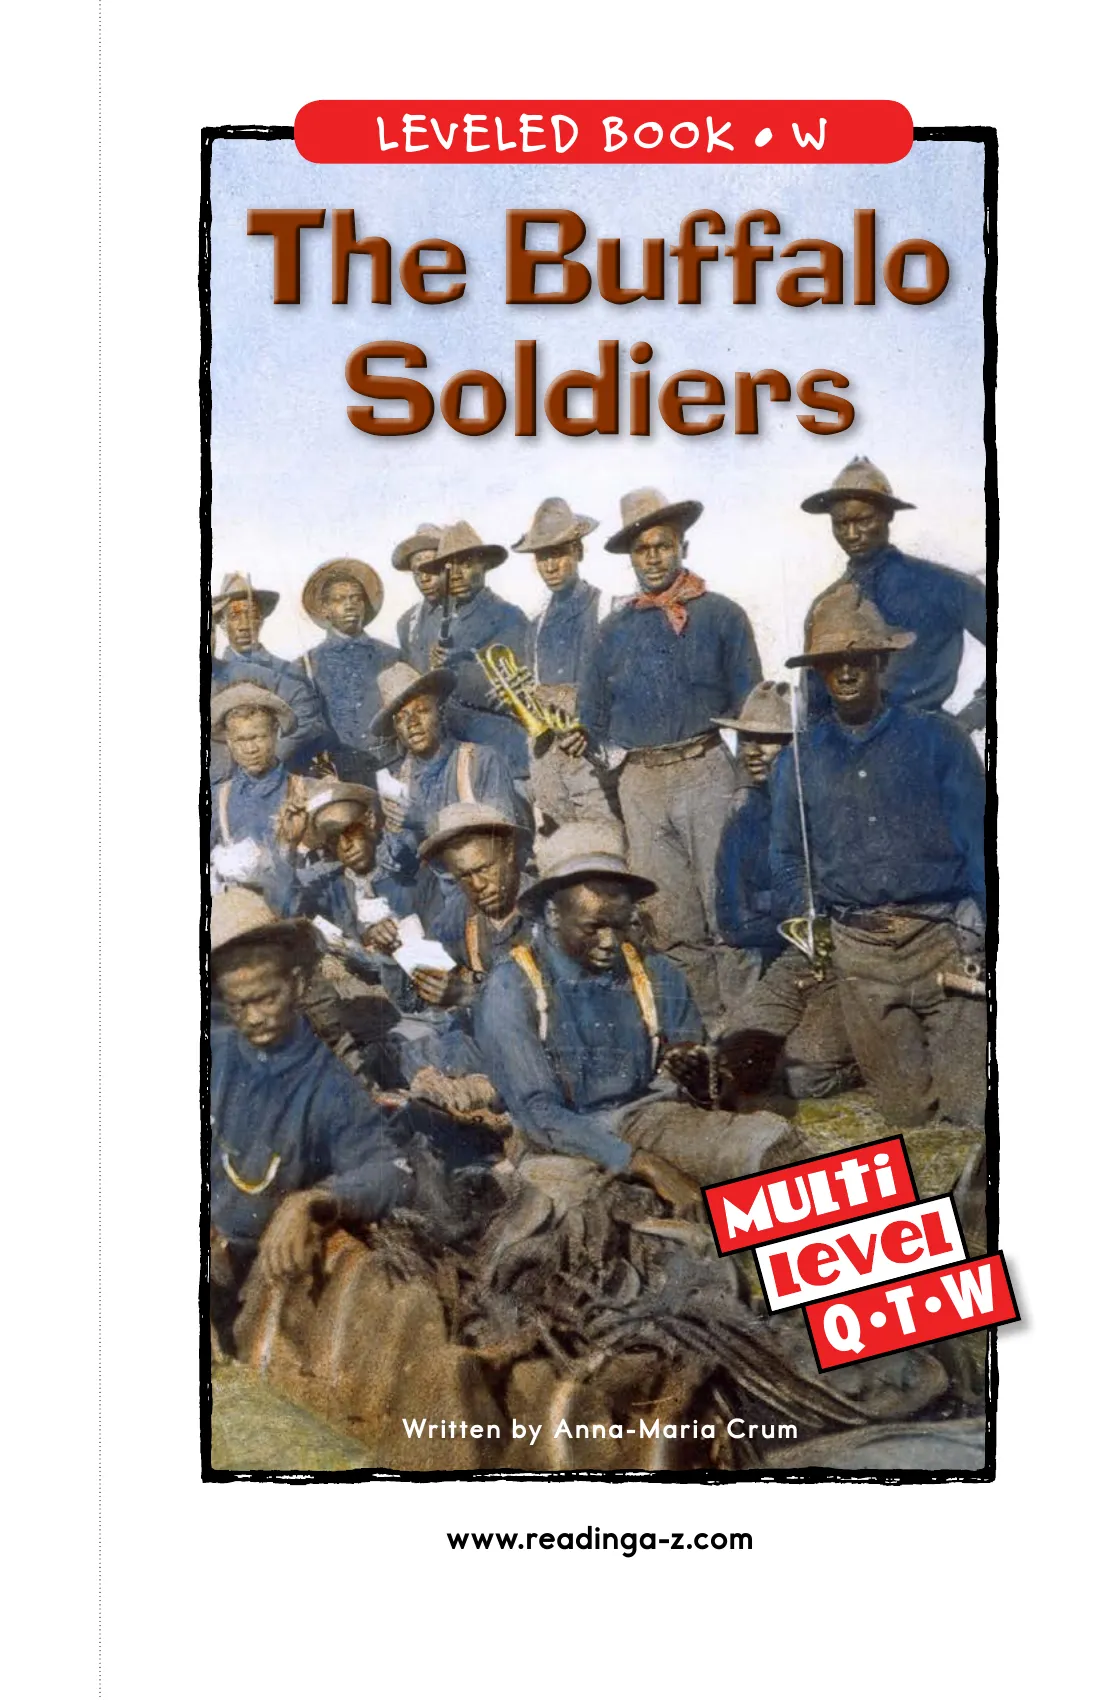 LEVELED BOOK • W
The Buffalo
Soldiers
Multi
level
Q•T•W
Written by Anna-Maria Crum
www.readinga-z.com